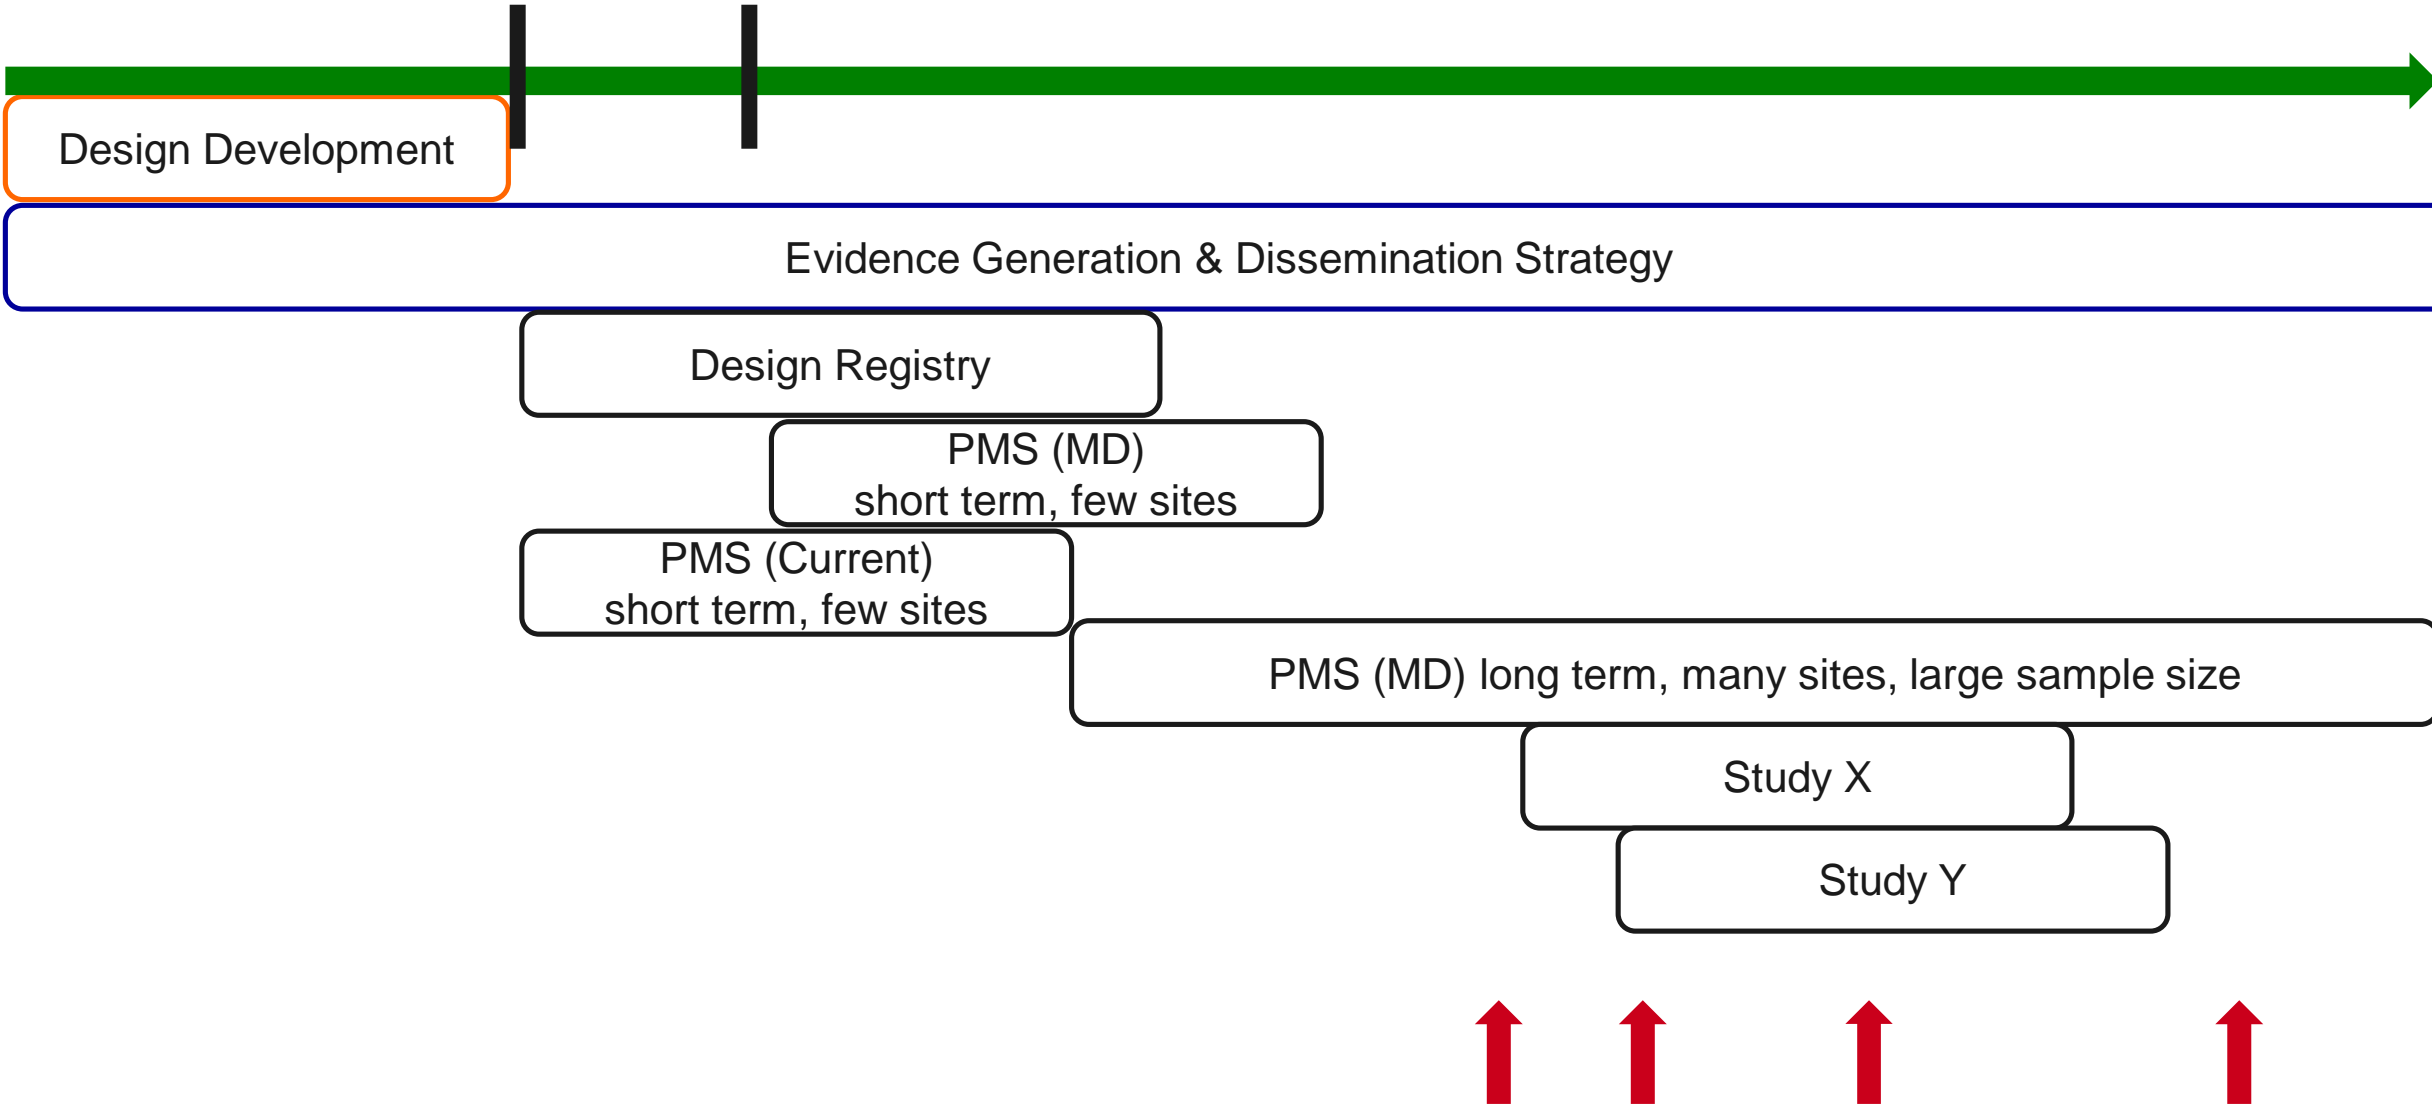 Design Development
Evidence Generation & Dissemination Strategy
Design Registry
PMS (MD)
short term, few sites
PMS (Current)
short term, few sites
PMS (MD) long term, many sites, large sample size
Study X
Study Y